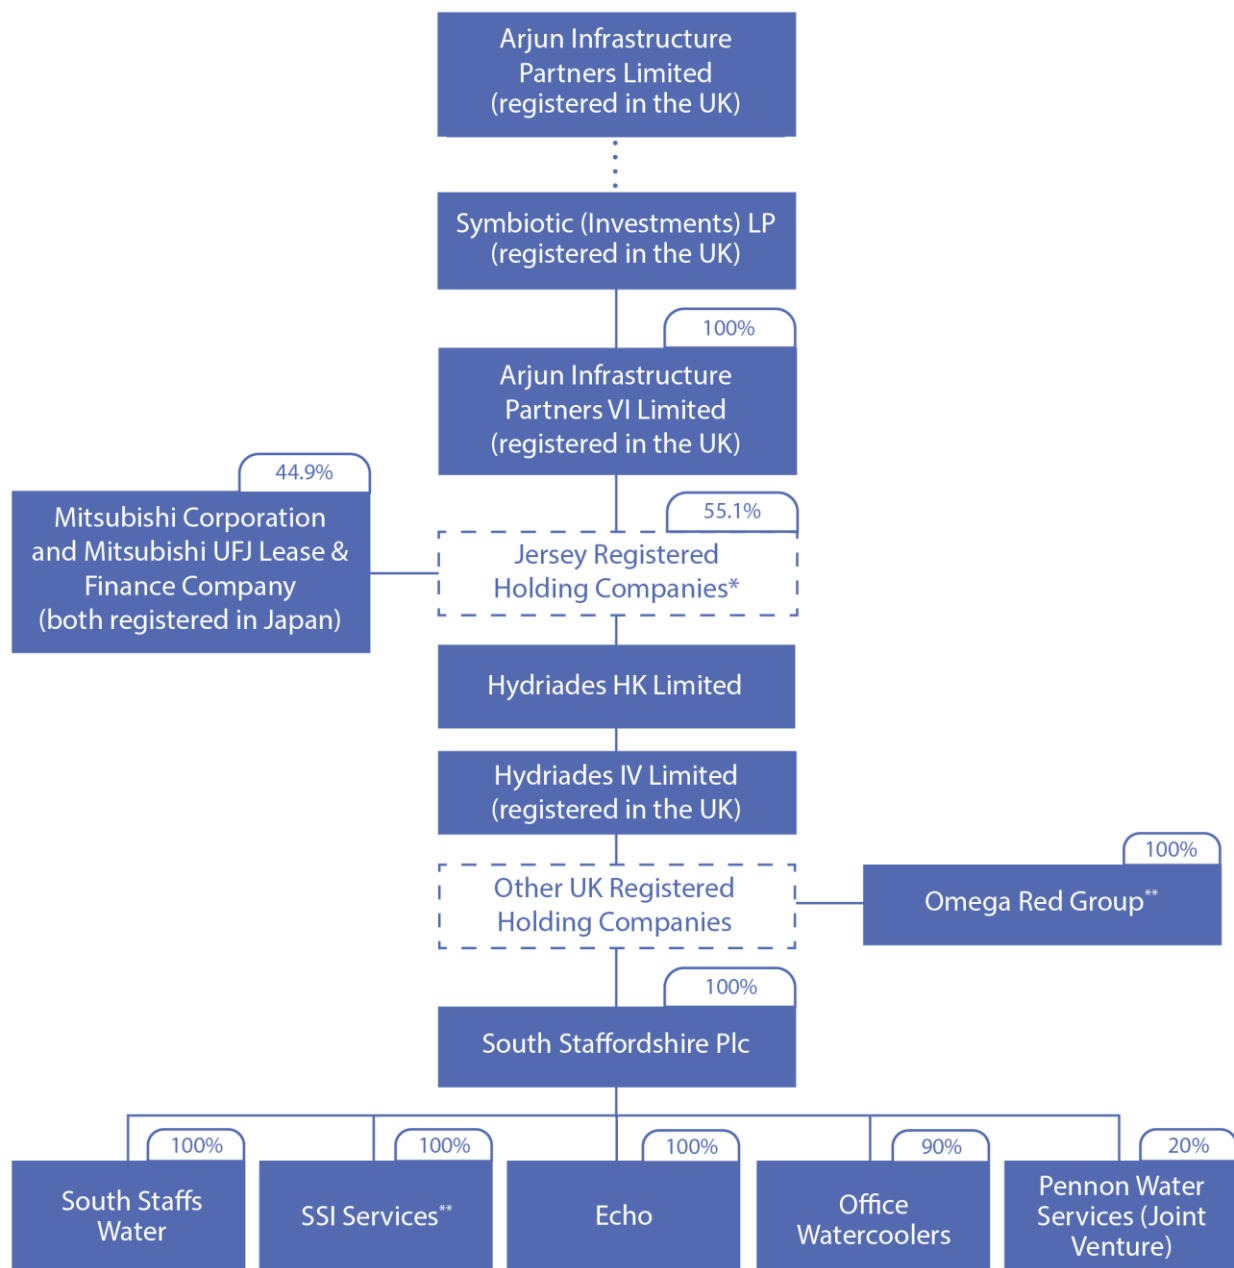 Arjun Infrastructure
Partners Limited
(registered in the UK)
Symbiotic (Investments) LP
(registered in the UK)
100%
Arjun Infrastructure
Partners VI Limited
(registered in the UK)
44.9%
Mitsubishi Corporation
and Mitsubishi UFJ Lease &
Finance Company
(both registered in Japan)
55.1%
Jersey Registered
Holding Companies*
Hydriades HK Limited
Hydriades IV Limited
(registered in the UK)
Other UK Registered
Holding Companies
100%
Omega Red Group**
100%
South Staffordshire Plc
100%
South Staffs
Water
100%
SSI Services**
100%
Echo
90%
Office
Watercoolers
20%
Pennon Water
Services (Joint
Venture)